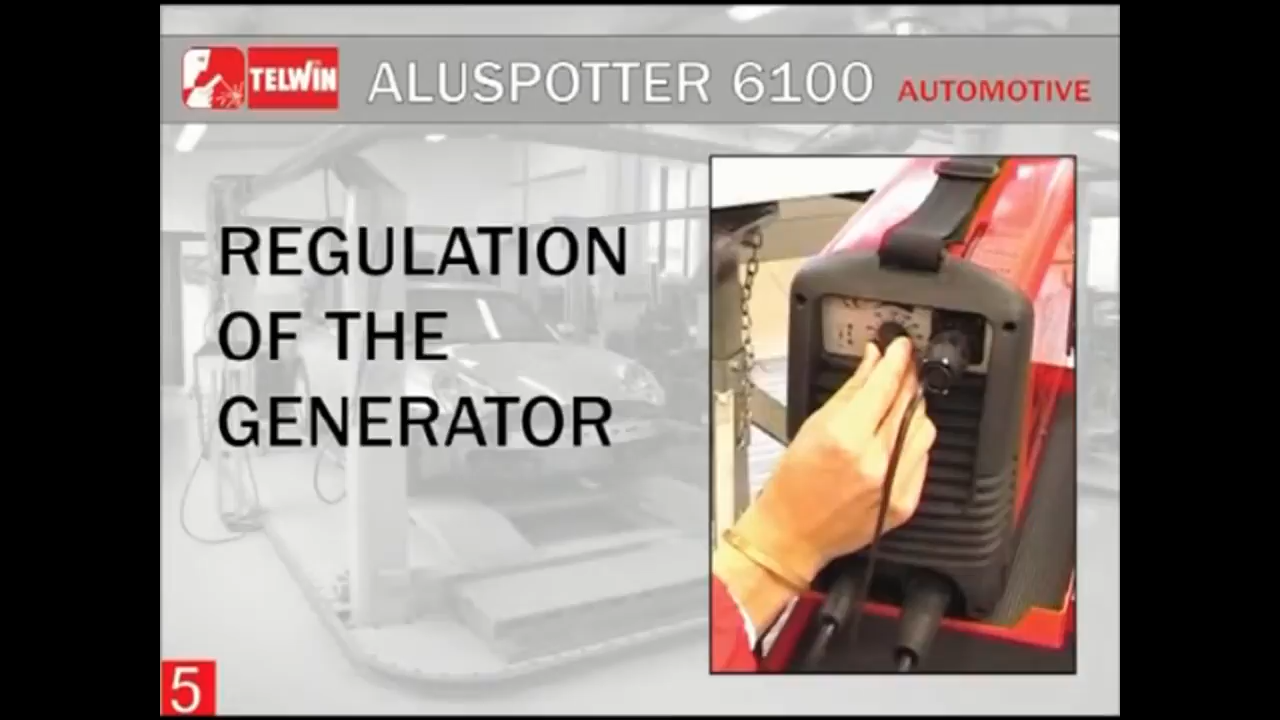 TELWIN ALUSPOTTER 6100 AUTOMOTIVE
REGULATION
OF THE
GENERATOR
5